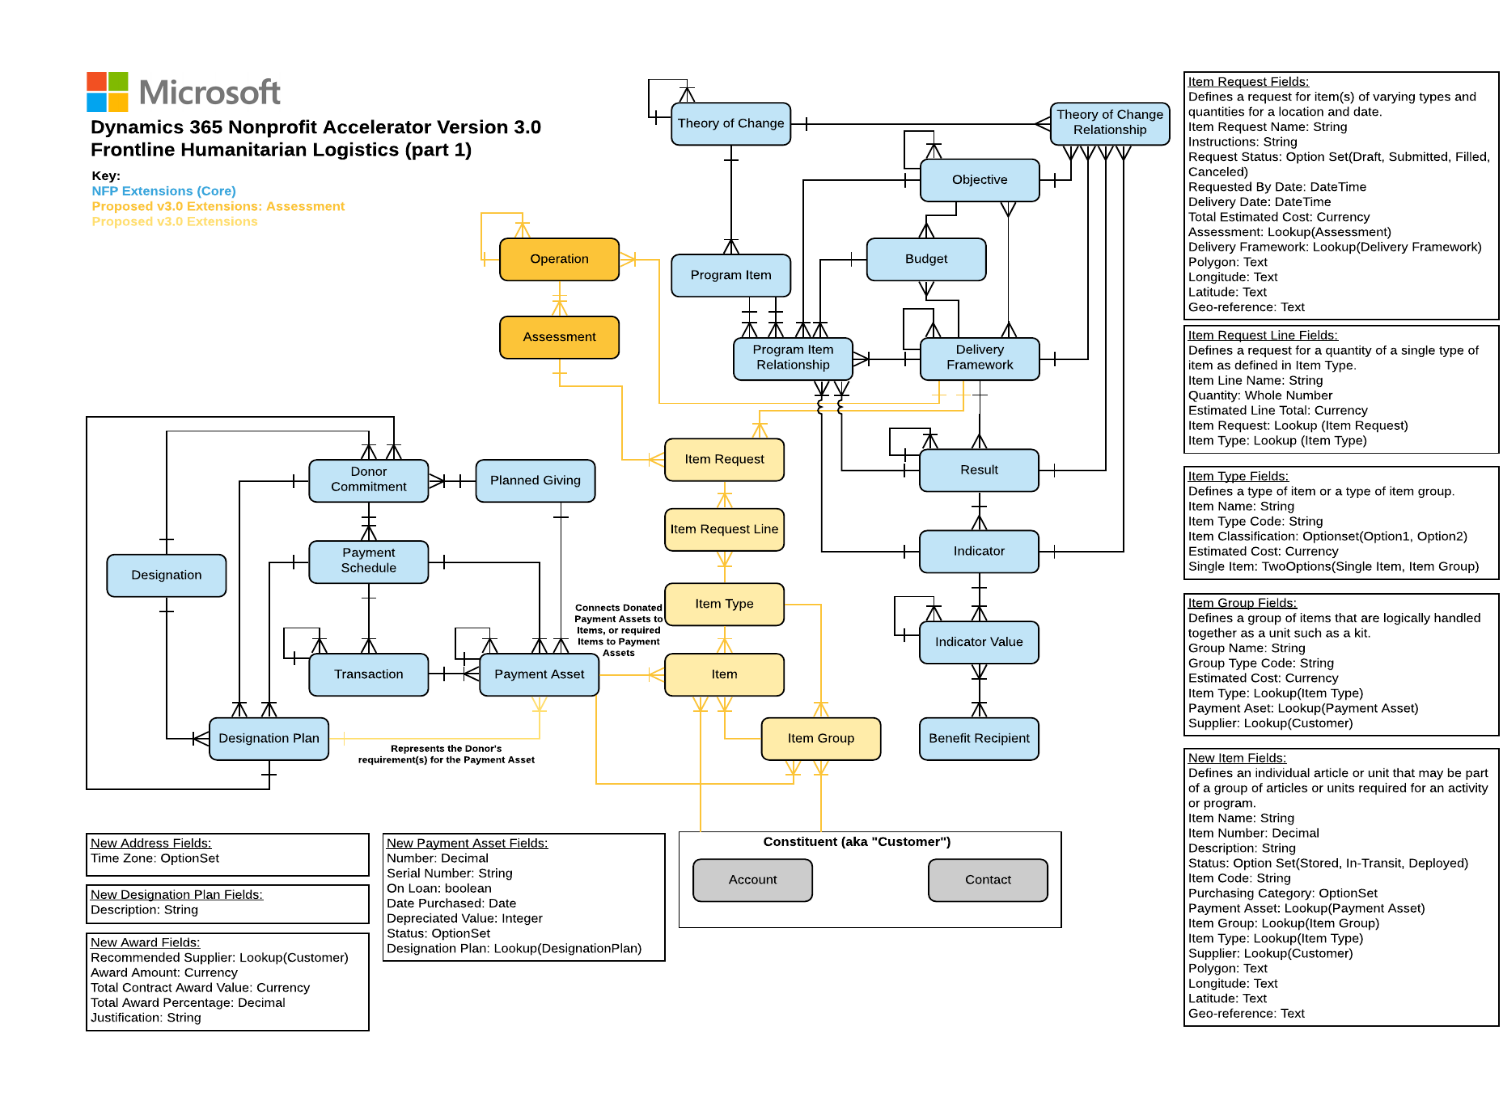 Microsoft
Dynamics 365 Nonprofit Accelerator Version 3.0
Frontline Humanitarian Logistics (part 1)
Key:
NFP Extensions (Core)
Proposed v3.0 Extensions: Assessment
Proposed v3.0 Extensions
Theory of Change
Theory of Change
Relationship
Objective
Operation
Program Item
Budget
Assessment
Program Item
Relationship
Delivery
Framework
Donor
Commitment
Planned Giving
Item Request
Result
Item Request Line
Indicator
Designation
Payment
Schedule
Item Type
Connects Donated
Payment Assets to
Items, or required
Items to Payment
Assets
Indicator Value
Transaction
Payment Asset
Item
Designation Plan
Represents the Donor's
requirement(s) for the Payment Asset
Item Group
Benefit Recipient
Constituent (aka "Customer")
Account
Contact
New Address Fields:
Time Zone: OptionSet
New Designation Plan Fields:
Description: String
New Award Fields:
Recommended Supplier: Lookup(Customer)
Award Amount: Currency
Total Contract Award Value: Currency
Total Award Percentage: Decimal
Justification: String
New Payment Asset Fields:
Number: Decimal
Serial Number: String
On Loan: boolean
Date Purchased: Date
Depreciated Value: Integer
Status: OptionSet
Designation Plan: Lookup(DesignationPlan)
Item Request Fields:
Defines a request for item(s) of varying types and
quantities for a location and date.
Item Request Name: String
Instructions: String
Request Status: Option Set(Draft, Submitted, Filled,
Canceled)
Requested By Date: DateTime
Delivery Date: DateTime
Total Estimated Cost: Currency
Assessment: Lookup(Assessment)
Delivery Framework: Lookup(Delivery Framework)
Polygon: Text
Longitude: Text
Latitude: Text
Geo-reference: Text
Item Request Line Fields:
Defines a request for a quantity of a single type of
item as defined in Item Type.
Item Line Name: String
Quantity: Whole Number
Estimated Line Total: Currency
Item Request: Lookup (Item Request)
Item Type: Lookup (Item Type)
Item Type Fields:
Defines a type of item or a type of item group.
Item Name: String
Item Type Code: String
Item Classification: Optionset(Option1, Option2)
Estimated Cost: Currency
Single Item: TwoOptions(Single Item, Item Group)
Item Group Fields:
Defines a group of items that are logically handled
together as a unit such as a kit.
Group Name: String
Group Type Code: String
Estimated Cost: Currency
Item Type: Lookup(Item Type)
Payment Aset: Lookup(Payment Asset)
Supplier: Lookup(Customer)
New Item Fields:
Defines an individual article or unit that may be part
of a group of articles or units required for an activity
or program.
Item Name: String
Item Number: Decimal
Description: String
Status: Option Set(Stored, In-Transit, Deployed)
Item Code: String
Purchasing Category: OptionSet
Payment Asset: Lookup(Payment Asset)
Item Group: Lookup(Item Group)
Item Type: Lookup(Item Type)
Supplier: Lookup(Customer)
Polygon: Text
Longitude: Text
Latitude: Text
Geo-reference: Text